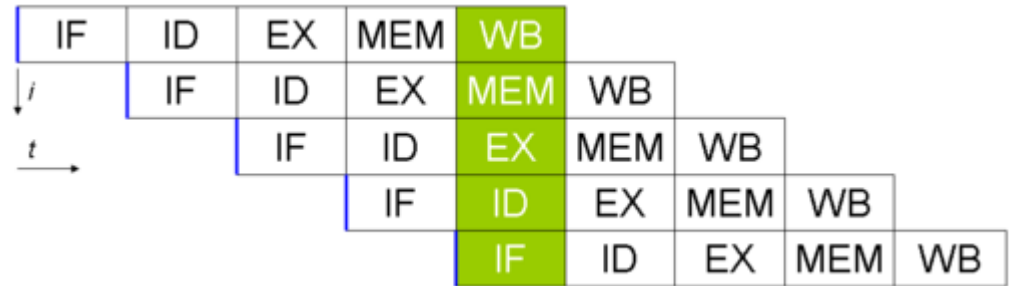 IF ID EX MEM WB
i IF ID EX MEM WB
t IF ID EX MEM WB
IF ID EX MEM WB
IF ID EX MEM WB